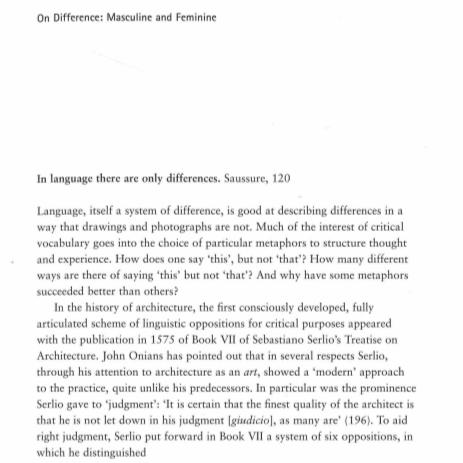 On Difference: Masculine and Feminine
In language there are only differences. Saussure, 120
Language, itself a system of difference, is good at describing differences in a
way that drawings and photographs are not. Much of the interest of critical
vocabulary goes into the choice of particular metaphors to structure thought
and experience. How does one say ‘this’, but not ‘that’? How many different
ways are there of saying ‘this’ but not ‘that’? And why have some metaphors
succeeded better than others?
In the history of architecture, the first consciously developed, fully
articulated scheme of linguistic oppositions for critical purposes appeared
with the publication in 1575 of Book VII of Sebastiano Serlio’s Treatise on
Architecture. John Onians has pointed out that in several respects Serlio,
through his attention to architecture as an art, showed a ‘modern’ approach
to the practice, quite unlike his predecessors. In particular was the prominence
Serlio gave to ‘judgment’: ‘It is certain that the finest quality of the architect is
that he is not let down in his judgment [giudicio], as many are’ (196). To aid
right judgment, Serlio put forward in Book VII a system of six oppositions, in
which he distinguished